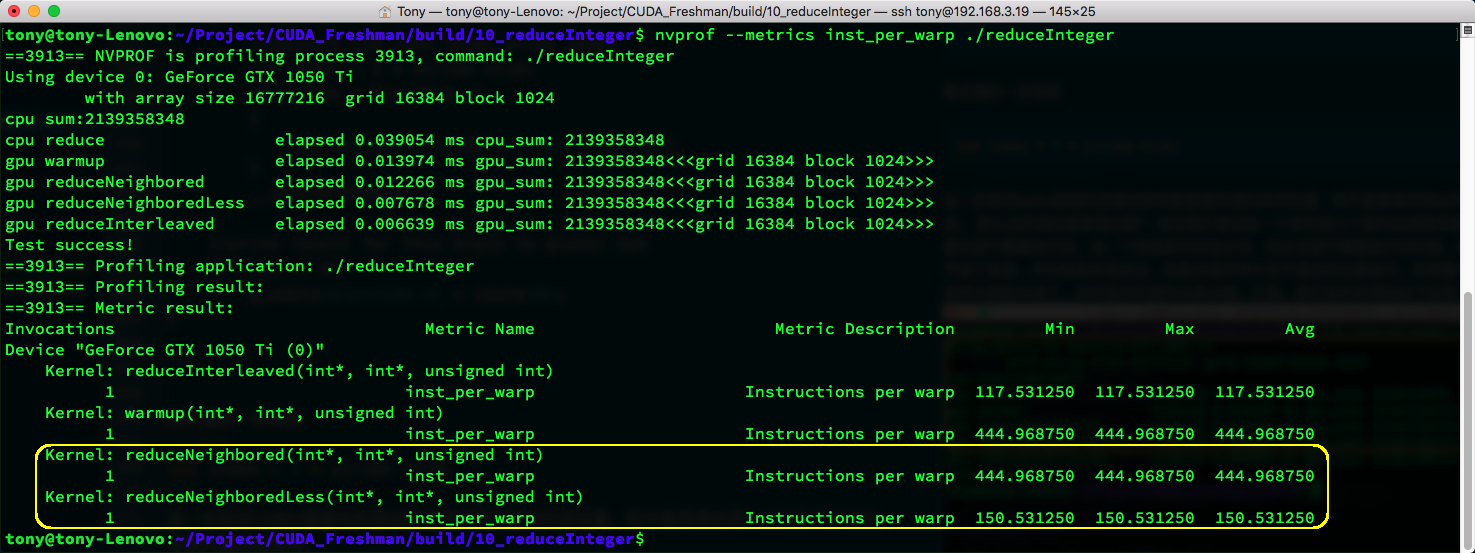 Tony — tony@tony-Lenovo: ~/Project/CUDA_Freshman/build/10_reduceInteger — ssh tony@192.168.3.19 — 145×25
tony@tony-Lenovo:~/Project/CUDA_Freshman/build/10_reduceInteger$ nvprof --metrics inst_per_warp ./reduceInteger
==3913== NVPROF is profiling process 3913, command: ./reduceInteger
Using device 0: GeForce GTX 1050 Ti
with array size 16777216  grid 16384 block 1024
cpu sum:2139358348
cpu reduce                 elapsed 0.039054 ms cpu_sum: 2139358348
gpu warmup                 elapsed 0.013974 ms gpu_sum: 2139358348<<<grid 16384 block 1024>>>
gpu reduceNeighbored       elapsed 0.012266 ms gpu_sum: 2139358348<<<grid 16384 block 1024>>>
gpu reduceNeighboredLess   elapsed 0.007678 ms gpu_sum: 2139358348<<<grid 16384 block 1024>>>
gpu reduceInterleaved      elapsed 0.006639 ms gpu_sum: 2139358348<<<grid 16384 block 1024>>>
Test success!
==3913== Profiling application: ./reduceInteger
==3913== Profiling result:
==3913== Metric result:
Invocations                               Metric Name                        Metric Description         Min         Max         Avg
Device "GeForce GTX 1050 Ti (0)"
Kernel: reduceInterleaved(int*, int*, unsigned int)
1                             inst_per_warp                     Instructions per warp  117.531250  117.531250  117.531250
Kernel: warmup(int*, int*, unsigned int)
1                             inst_per_warp                     Instructions per warp  444.968750  444.968750  444.968750
Kernel: reduceNeighbored(int*, int*, unsigned int)
1                             inst_per_warp                     Instructions per warp  444.968750  444.968750  444.968750
Kernel: reduceNeighboredLess(int*, int*, unsigned int)
1                             inst_per_warp                     Instructions per warp  150.531250  150.531250  150.531250
tony@tony-Lenovo:~/Project/CUDA_Freshman/build/10_reduceInteger$